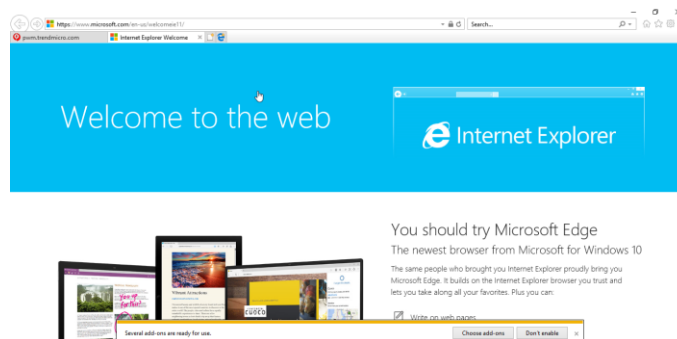 https://www.microsoft.com/en-us/welcomeie11/
Search...
pwm.trendmicro.com
Internet Explorer Welcome
Welcome to the web
Internet Explorer
You should try Microsoft Edge
The newest browser from Microsoft for Windows 10
The same people who brought you Internet Explorer proudly bring you
Microsoft Edge. It builds on the Internet Explorer browser you trust and
lets you take along all your favorites. Plus you can:
Write on web pages
CUOCO
Several add-ons are ready for use.
Choose add-ons
Don't enable